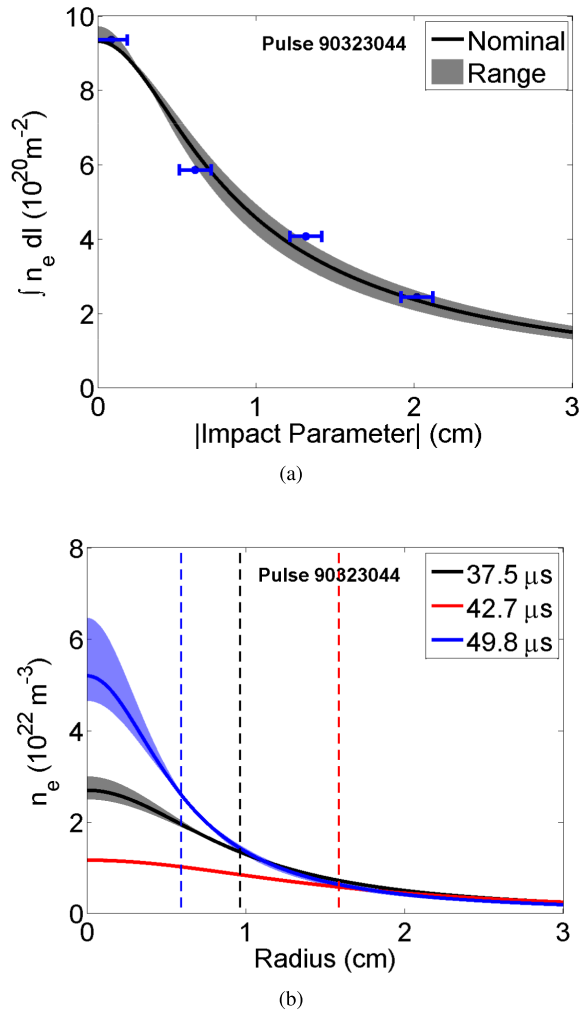 10
8
6
4
2
0
∫ n_e dl (10^20 m^-2)
Pulse 90323044
Nominal
Range
0 1 2 3
|Impact Parameter| (cm)
(a)
8
6
4
2
0
n_e (10^22 m^-3)
Pulse 90323044
37.5 μs
42.7 μs
49.8 μs
0 1 2 3
Radius (cm)
(b)